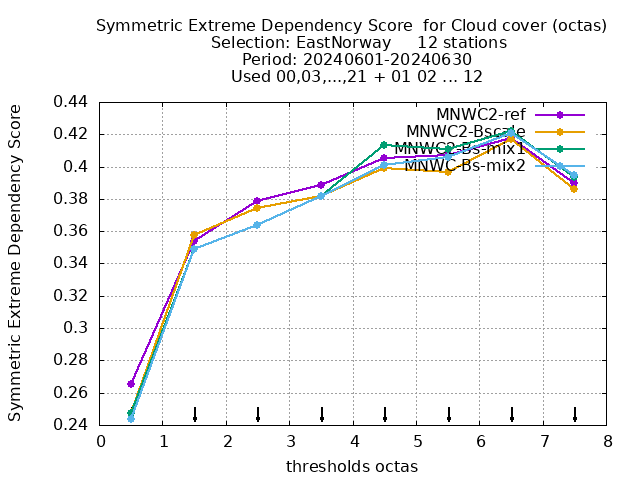 Symmetric Extreme Dependency Score  for Cloud cover (octas)
Selection: EastNorway     12 stations
Period: 20240601-20240630
Used 00,03,...,21 + 01 02 ... 12
MNWC2-ref
MNWC2-Bscale
MNWC2-Bs-mix1
MNWC-Bs-mix2
Symmetric Extreme Dependency Score
0.44
0.42
0.4
0.38
0.36
0.34
0.32
0.3
0.28
0.26
0.24
0 1 2 3 4 5 6 7 8
thresholds octas